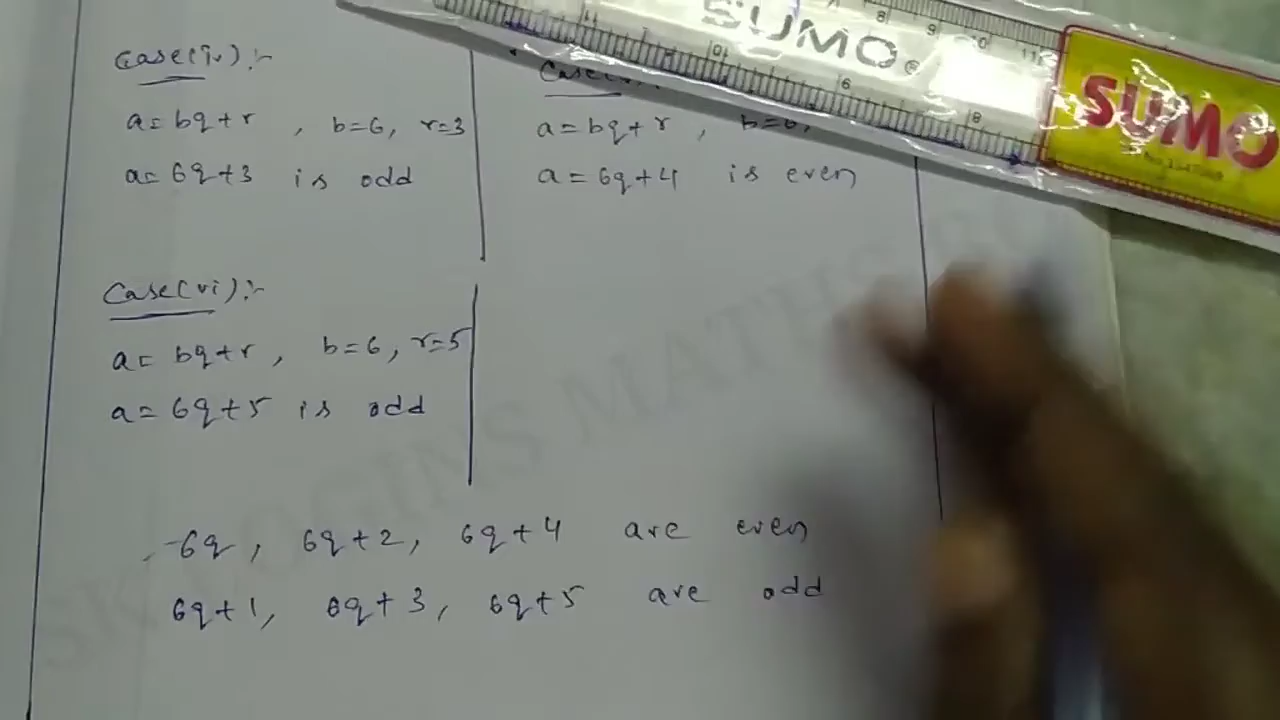 Case(iv):-
a=bq+r , b=6, r=3
a= 6q+3 is odd
a=bq+r , b=6,
a=6q+4 is even
Case(vi):-
a= bq+r, b=6, r=5
a= 6q+5 is odd
6q, 6q+2, 6q+4 are even
6q+1, 6q+3, 6q+5 are odd
SUMO
SUMO